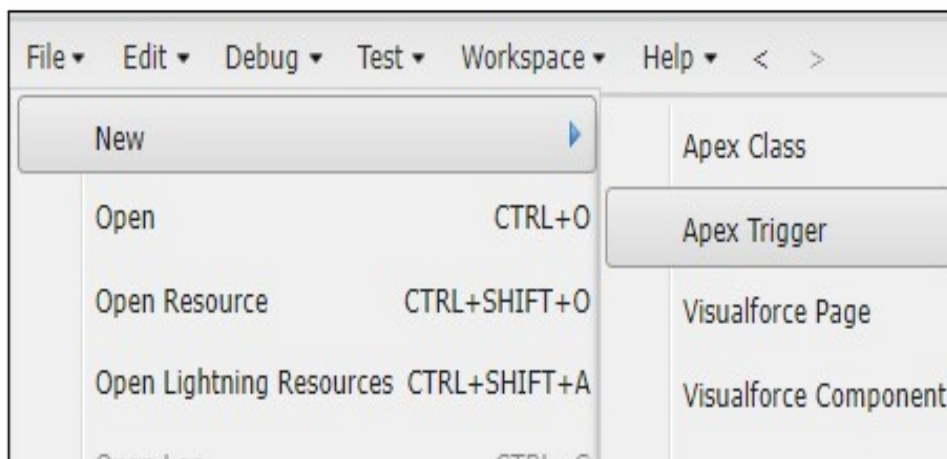 File Edit Debug Test Workspace Help < >
New
Open CTRL+O
Open Resource CTRL+SHIFT+O
Open Lightning Resources CTRL+SHIFT+A
Apex Class
Apex Trigger
Visualforce Page
Visualforce Component